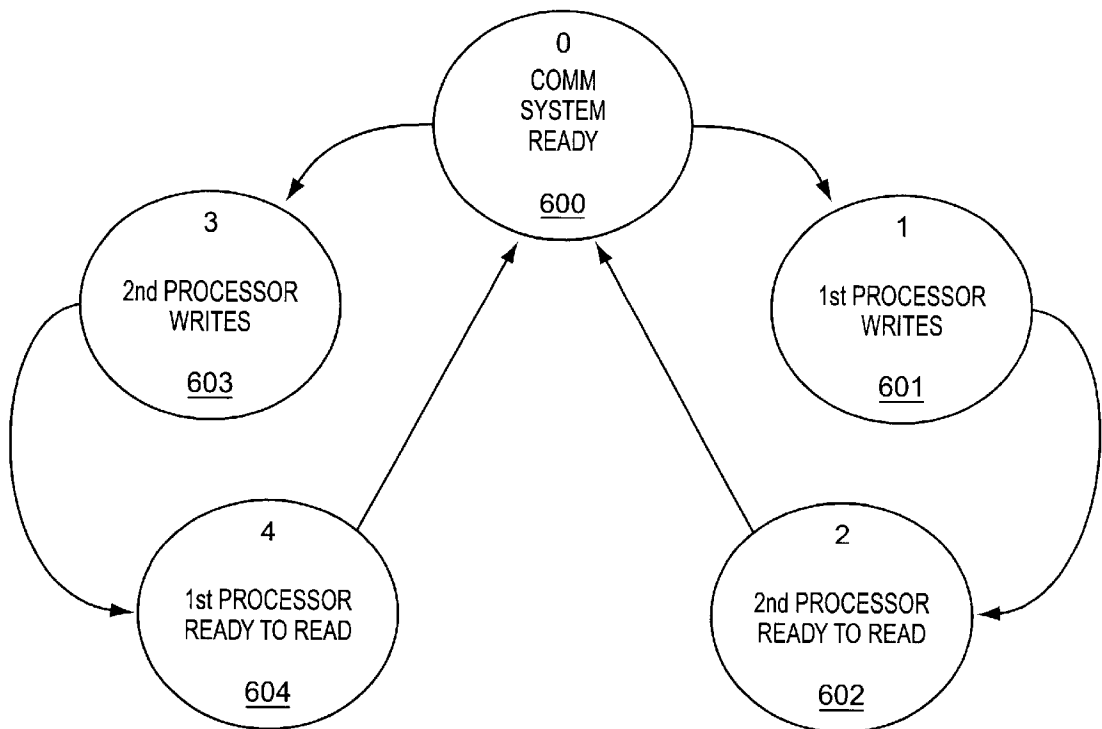 0
COMM
SYSTEM
READY
600
3
2nd PROCESSOR
WRITES
603
1
1st PROCESSOR
WRITES
601
4
1st PROCESSOR
READY TO READ
604
2
2nd PROCESSOR
READY TO READ
602